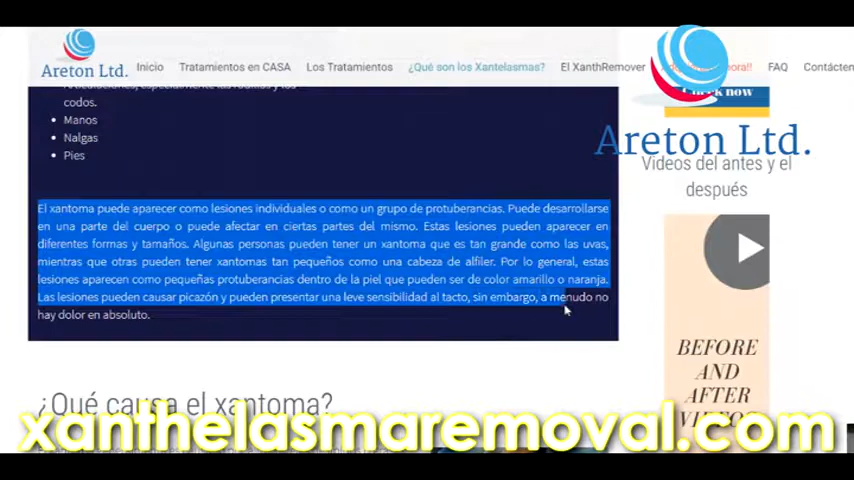 Areton Ltd.
Inicio
Tratamientos en CASA
Los Tratamientos
¿Qué son los Xantelasmas?
El XanthRemover
FAQ
Contácten
Areton Ltd.
codos.
Manos
Nalgas
Pies
El xantoma puede aparecer como lesiones individuales o como un grupo de protuberancias. Puede desarrollarse
en una parte del cuerpo o puede afectar en ciertas partes del mismo. Estas lesiones pueden aparecer en
diferentes formas y tamaños. Algunas personas pueden tener un xantoma que es tan grande como las uvas,
mientras que otras pueden tener xantomas tan pequeños como una cabeza de alfiler. Por lo general, estas
lesiones aparecen como pequeñas protuberancias dentro de la piel que pueden ser de color amarillo o naranja.
Las lesiones pueden causar picazón y pueden presentar una leve sensibilidad al tacto, sin embargo, a menudo no
hay dolor en absoluto.
now
Videos del antes y el
después
BEFORE
AND
AFTER
¿Qué causa el xantoma?
xanthelasmaremoval.com